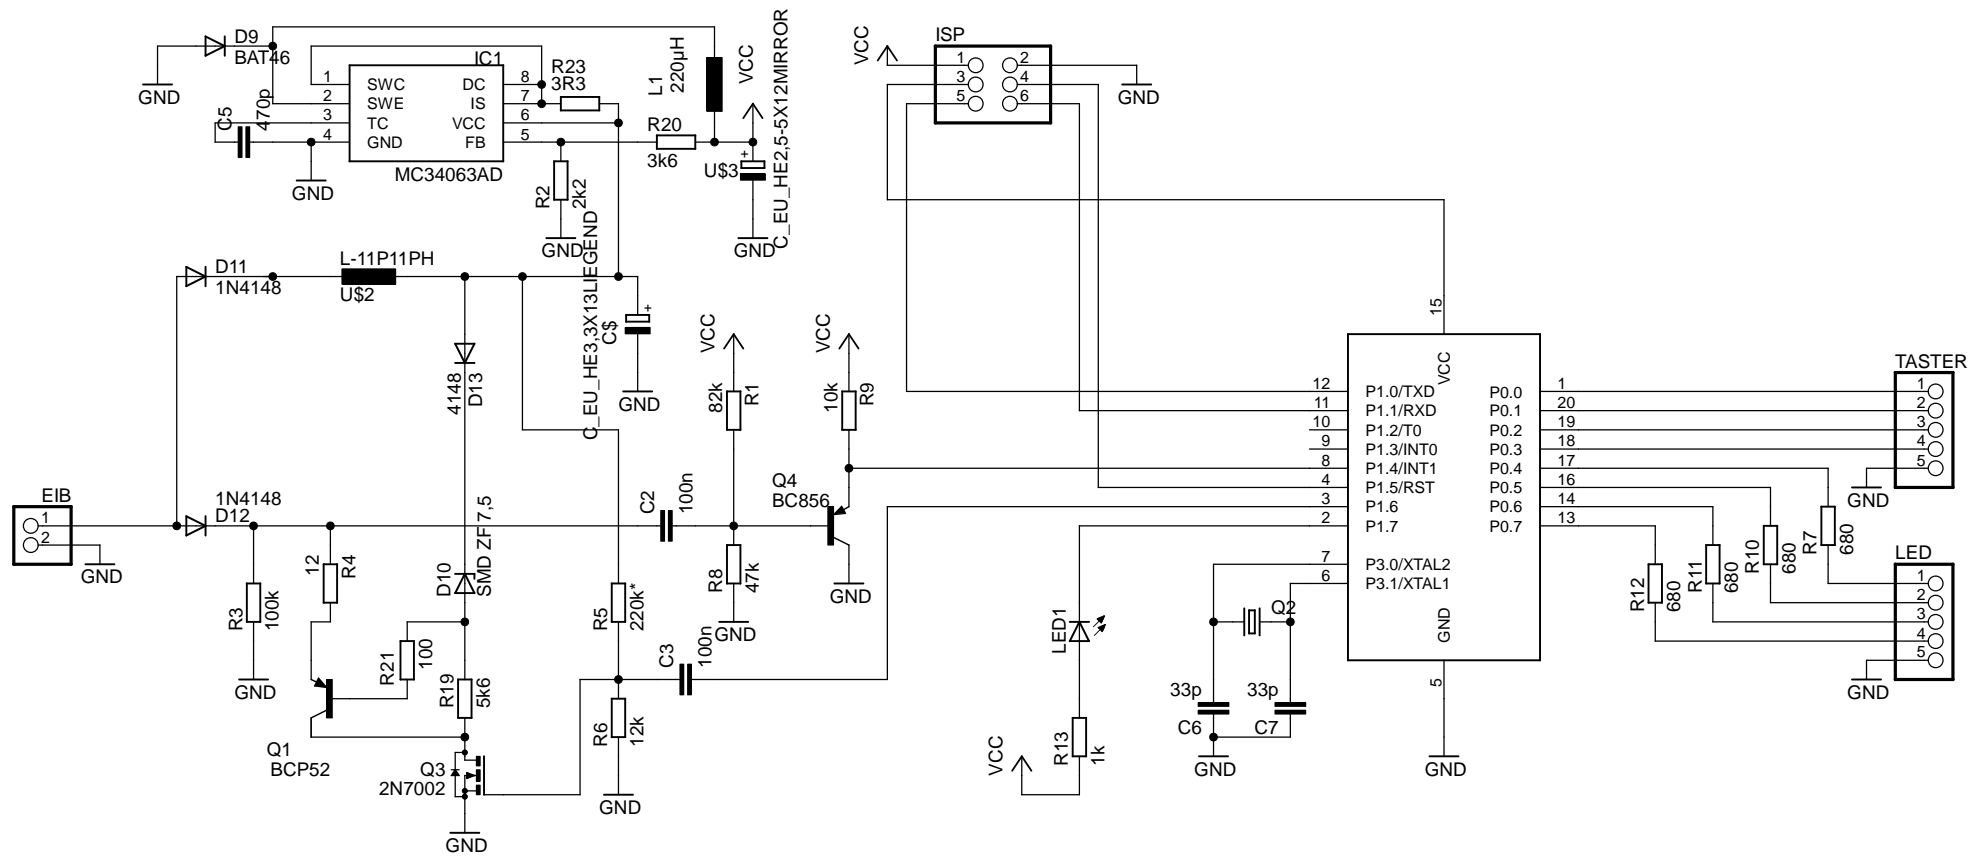 D9
BAT46
GND
C5
470p
IC1
1 SWC DC 8
2 SWE IS 7
3 TC VCC 6
4 GND FB 5
MC34063AD
GND
R23
3R3
R2
2k2
GND
R20
3k6
L1
220µH
VCC
U$3
+
C_EU_HE2,5-5X12MIRROR
GND
ISP
VCC
1 2
3 4
5 6
GND
D11
1N4148
L-11P11PH
U$2
C_EU_HE3,3X13LIEGEND
C$
+
GND
4148
D13
EIB
1
2
GND
1N4148
D12
R3
100k
GND
12
R4
R21
100
D10
SMD ZF7,5
R19
5k6
Q1
BCP52
Q3
2N7002
GND
R5
220k*
R6
12k
GND
C2
100n
C3
100n
VCC
82k
R1
R8
47k
GND
VCC
10k
R9
Q4
BC856
GND
LED1
R13
1k
VCC
15
VCC
12 P1.0/TXD P0.0 1
11 P1.1/RXD P0.1 20
10 P1.2/T0 P0.2 19
9 P1.3/INT0 P0.3 18
8 P1.4/INT1 P0.4 17
4 P1.5/RST P0.5 16
3 P1.6 P0.6 14
2 P1.7 P0.7 13
7 P3.0/XTAL2
6 P3.1/XTAL1
GND
5
GND
Q2
33p
C6
33p
C7
GND
TASTER
1
2
3
4
5
GND
R7
680
R10
680
R11
680
R12
680
LED
1
2
3
4
5
GND